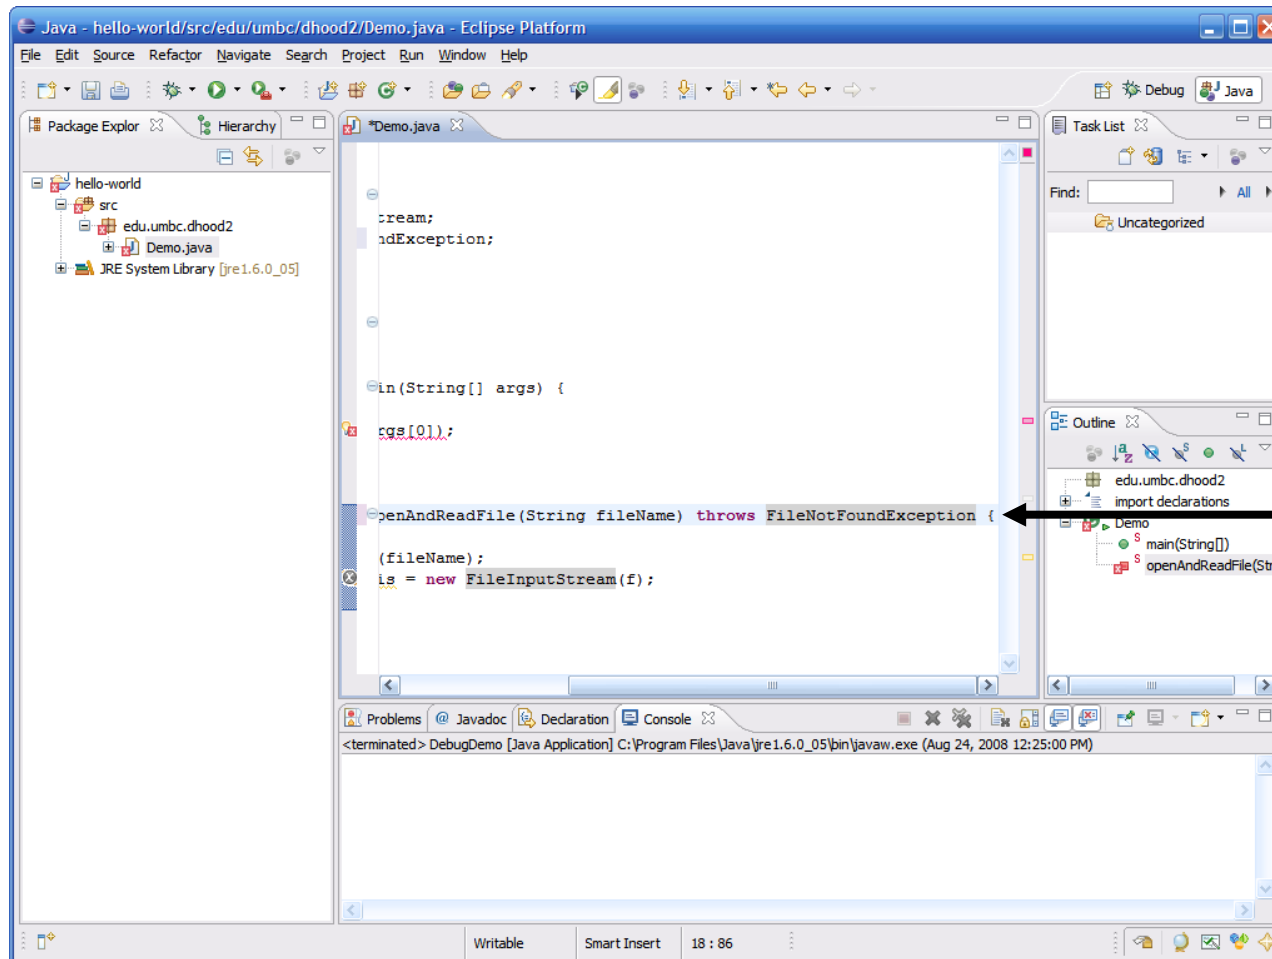 Java - hello-world/src/edu/umbc/dhood2/Demo.java - Eclipse Platform
File Edit Source Refactor Navigate Search Project Run Window Help
Debug Java
Package Explor Hierarchy
hello-world
src
edu.umbc.dhood2
Demo.java
JRE System Library [jre1.6.0_05]
*Demo.java
tream;
ndException;
in(String[] args) {
rgs[0]);
penAndReadFile(String fileName) throws FileNotFoundException {
(fileName);
is = new FileInputStream(f);
Task List
Find: All
Uncategorized
Outline
edu.umbc.dhood2
import declarations
Demo
main(String[])
openAndReadFile(Str
Problems Javadoc Declaration Console
<terminated> DebugDemo [Java Application] C:\Program Files\Java\jre1.6.0_05\bin\javaw.exe (Aug 24, 2008 12:25:00 PM)
Writable Smart Insert 18 : 86